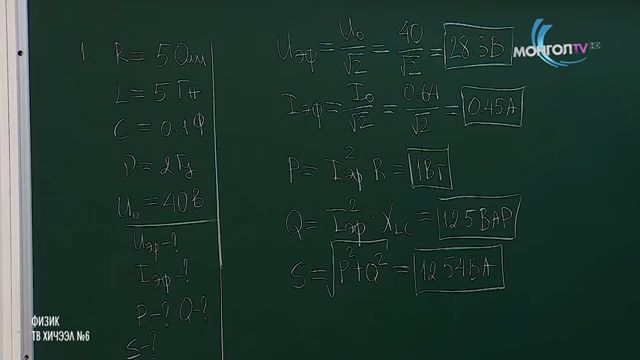 1 R = 5 Ом
L = 5 Гн
C = 0.1 Ф
ν = 2 Гц
U₀ = 40 В
Uэф - ?
Iэф - ?
P - ? Q - ?
S - ?
Uэф = U₀/√2 = 40/√2 = 28.3 В
Iэф = I₀/√2 = 0.64/√2 = 0.45 А
P = I²эф R = 1 Вт
Q = I²эф · X_LC = 12.5 ВАР
S = √(P² + Q²) = 12.54 ВА
МОНГОЛ TV HD
ФИЗИК
ТВ ХИЧЭЭЛ №6